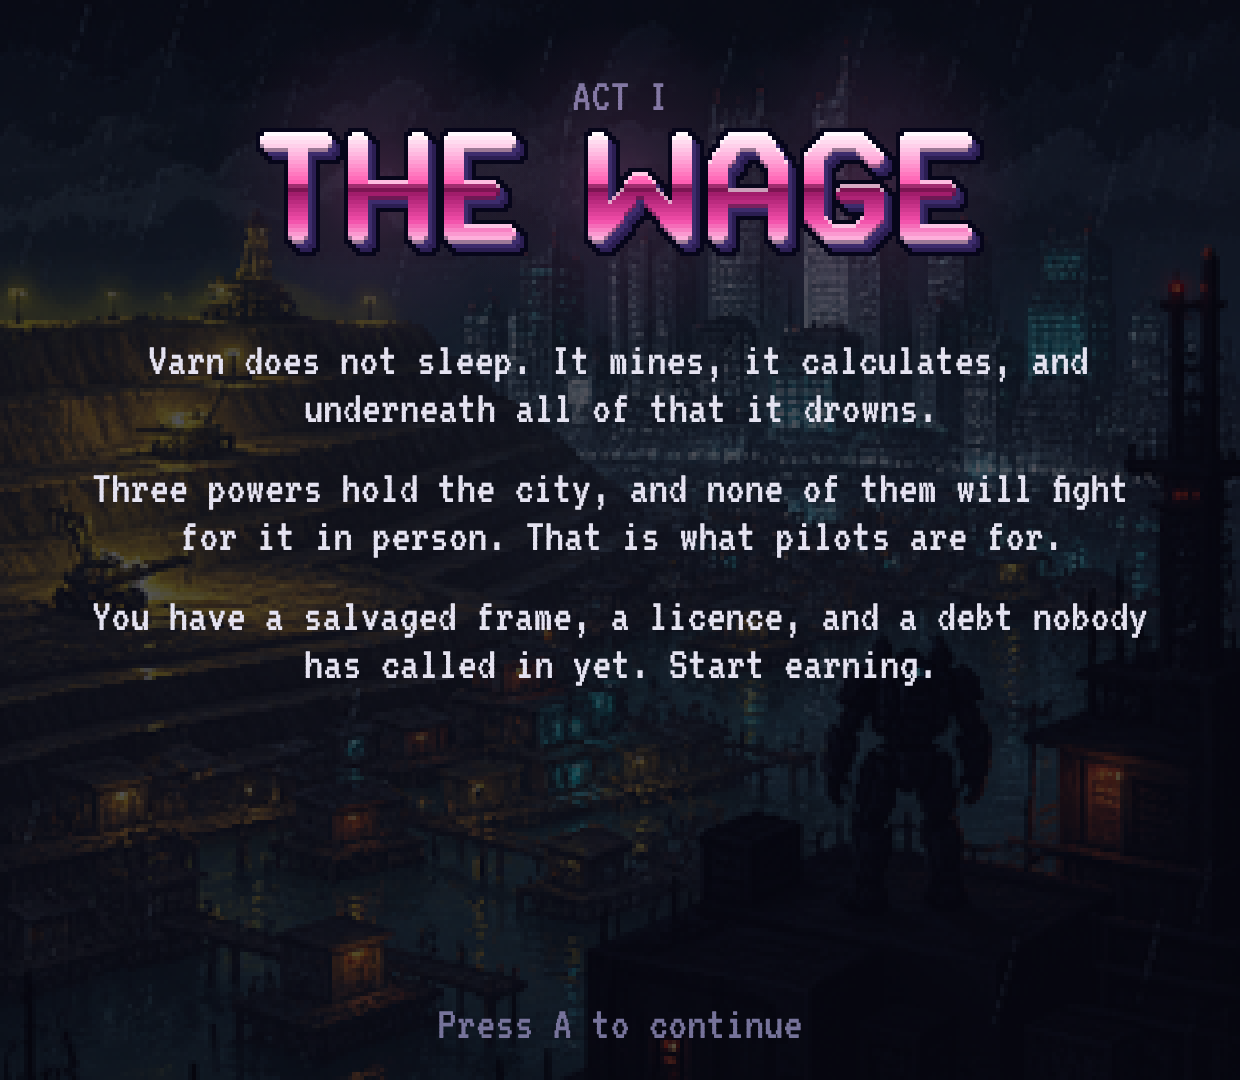 ACT I
THE WAGE
Varn does not sleep. It mines, it calculates, and
underneath all of that it drowns.
Three powers hold the city, and none of them will fight
for it in person. That is what pilots are for.
You have a salvaged frame, a licence, and a debt nobody
has called in yet. Start earning.
Press A to continue